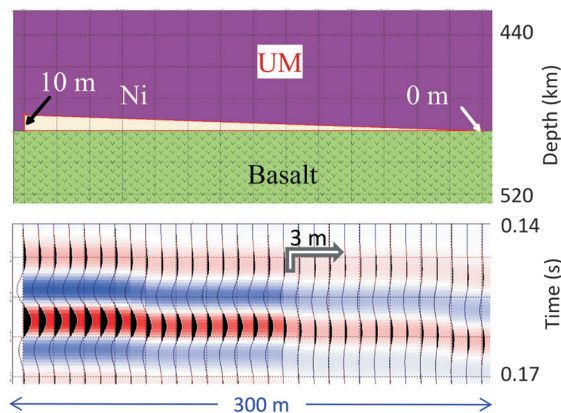 440
UM
10 m
Ni
0 m
Depth (km)
Basalt
520
0.14
3 m
Time (s)
0.17
300 m